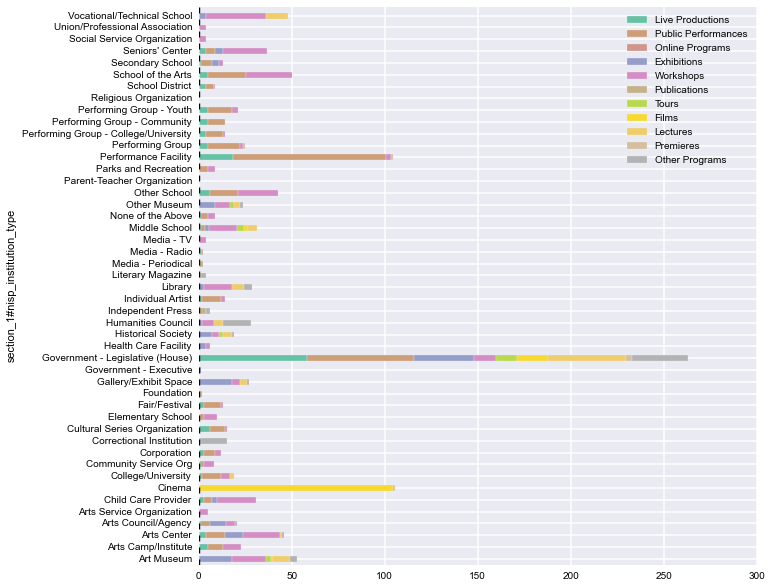 section_1#nisp_institution_type
Vocational/Technical School
Union/Professional Association
Social Service Organization
Seniors' Center
Secondary School
School of the Arts
School District
Religious Organization
Performing Group - Youth
Performing Group - Community
Performing Group - College/University
Performing Group
Performance Facility
Parks and Recreation
Parent-Teacher Organization
Other School
Other Museum
None of the Above
Middle School
Media - TV
Media - Radio
Media - Periodical
Literary Magazine
Library
Individual Artist
Independent Press
Humanities Council
Historical Society
Health Care Facility
Government - Legislative (House)
Government - Executive
Gallery/Exhibit Space
Foundation
Fair/Festival
Elementary School
Cultural Series Organization
Correctional Institution
Corporation
Community Service Org
College/University
Cinema
Child Care Provider
Arts Service Organization
Arts Council/Agency
Arts Center
Arts Camp/Institute
Art Museum
0 50 100 150 200 250 300
Live Productions
Public Performances
Online Programs
Exhibitions
Workshops
Publications
Tours
Films
Lectures
Premieres
Other Programs